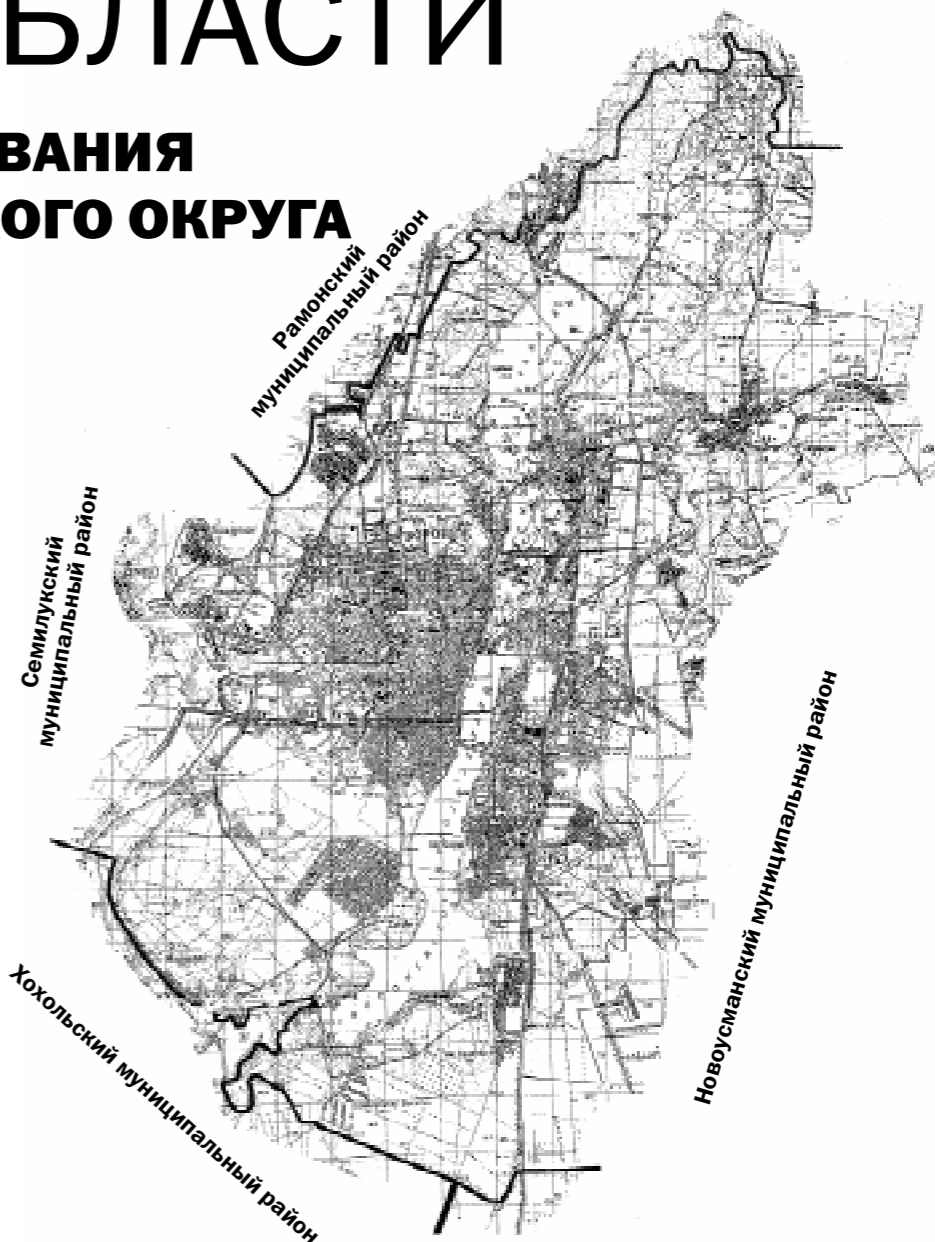 БЛАСТИ
ВАНИЯ
ОГО ОКРУГА
Рамонский
муниципальный район
Семилукский
муниципальный район
Новоусманский муниципальный район
Хохольский муниципальный район